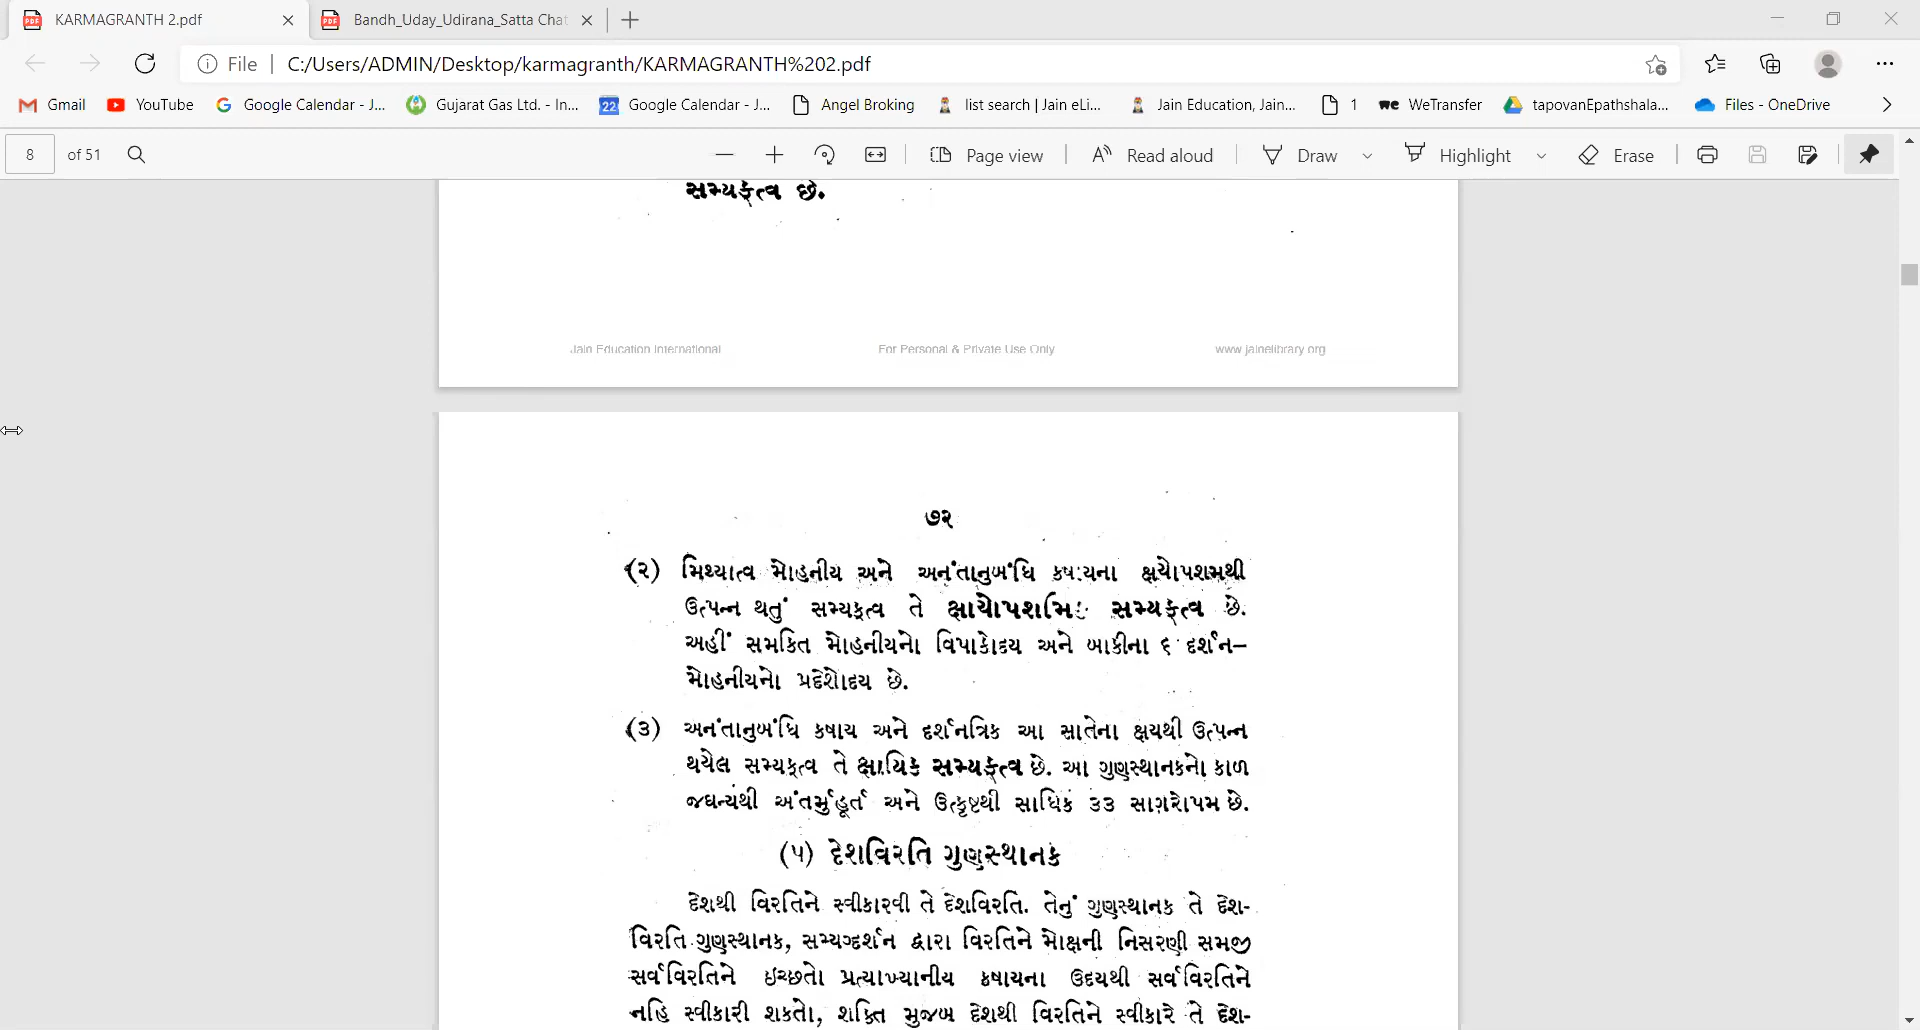 KARMAGRANTH 2.pdf
Bandh_Uday_Udirana_Satta Chat
File
C:/Users/ADMIN/Desktop/karmagranth/KARMAGRANTH%202.pdf
Gmail YouTube Google Calendar - J... Gujarat Gas Ltd. - In... Google Calendar - J... Angel Broking list search | Jain eLi... Jain Education, Jain... 1 WeTransfer tapovanEpathshala... Files - OneDrive
8 of 51 Page view Read aloud Draw Highlight Erase
સમ્યક્ત્વ છે.
Jain Education International For Personal & Private Use Only www.jainelibrary.org
૭૨
(૨) મિથ્યાત્વ મોહનીય અને અનંતાનુબંધિ કષાયના ક્ષયોપશમથી
ઉત્પન્ન થતું સમ્યક્ત્વ તે ક્ષાયોપશમિક સમ્યક્ત્વ છે.
અહીં સમકિત મોહનીયનો વિપાકોદય અને બાકીના ૬ દર્શન–
મોહનીયનો પ્રદેશોદય છે.
(૩) અનંતાનુબંધિ કષાય અને દર્શનત્રિક આ સાતેના ક્ષયથી ઉત્પન્ન
થયેલ સમ્યક્ત્વ તે ક્ષાયિક સમ્યક્ત્વ છે. આ ગુણસ્થાનકનો કાળ
જઘન્યથી અંતર્મુહૂર્ત અને ઉત્કૃષ્ટથી સાધિક ૩૩ સાગરોપમ છે.
(૫) દેશવિરતિ ગુણસ્થાનક
દેશથી વિરતિને સ્વીકારવી તે દેશવિરતિ. તેનું ગુણસ્થાનક તે દેશ-
વિરતિ ગુણસ્થાનક, સમ્યગ્દર્શન દ્વારા વિરતિને મોક્ષની નિસરણી સમજી
સર્વવિરતિને ઇચ્છતો પ્રત્યાખ્યાનીય કષાયના ઉદયથી સર્વવિરતિને
નહિ સ્વીકારી શકતો, શક્તિ મુજબ દેશથી વિરતિને સ્વીકારે તે દેશ-